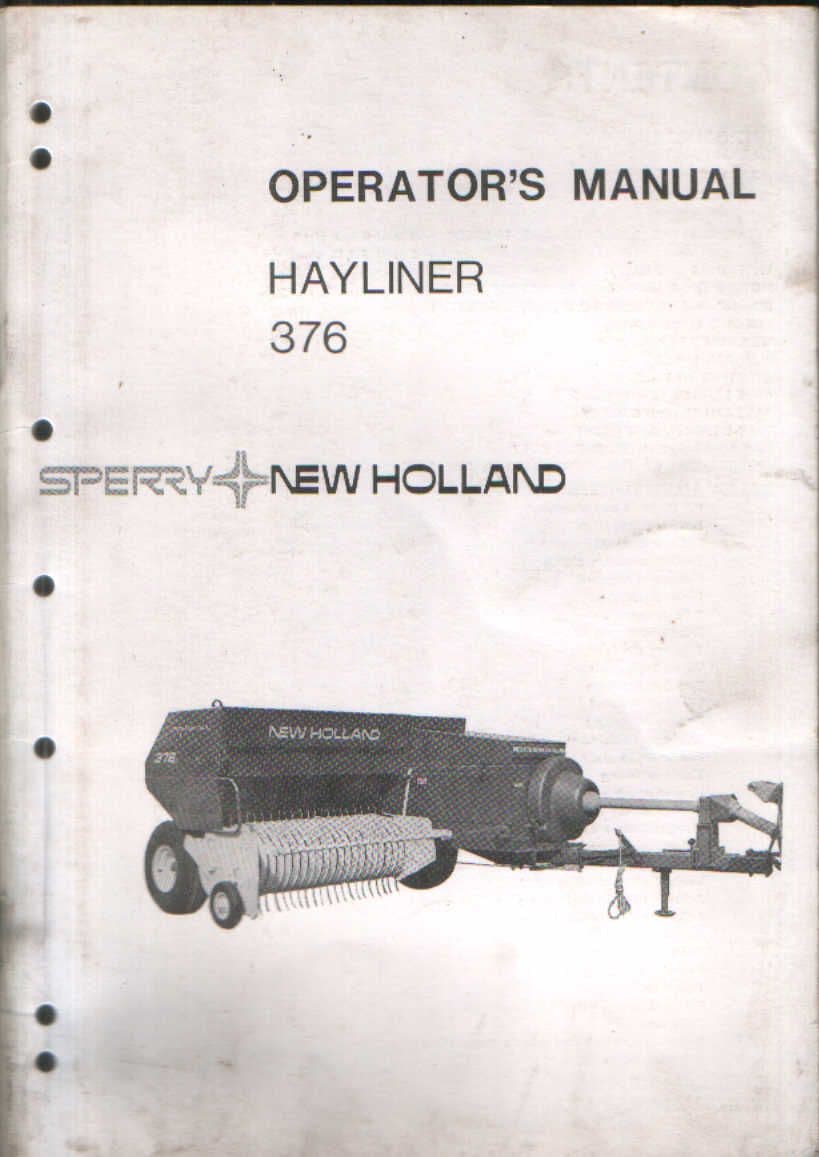 OPERATOR'S MANUAL
HAYLINER
376
SPERRY NEW HOLLAND
NEW HOLLAND
376